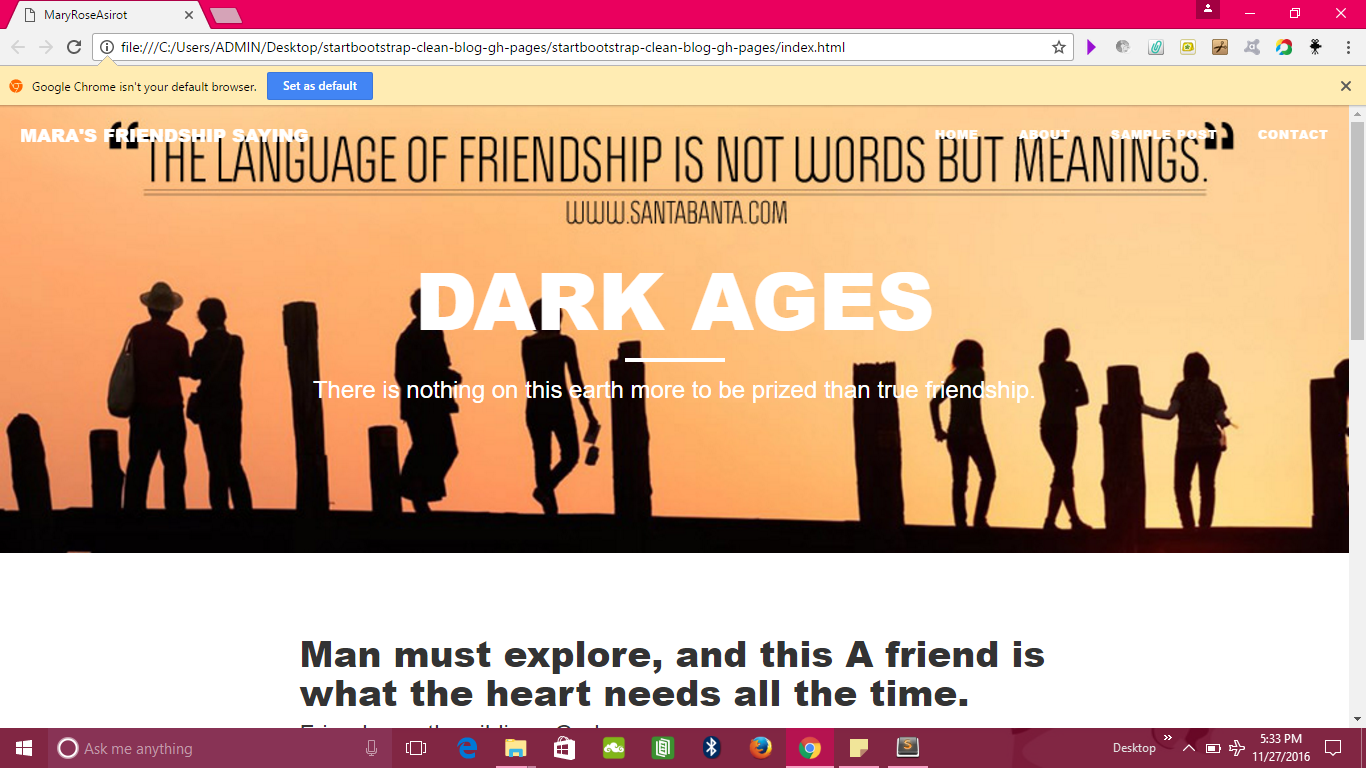 MaryRoseAsirot
file:///C:/Users/ADMIN/Desktop/startbootstrap-clean-blog-gh-pages/startbootstrap-clean-blog-gh-pages/index.html
Google Chrome isn't your default browser. Set as default
MARA'S FRIENDSHIP SAYING HOME ABOUT SAMPLE POST CONTACT
“THE LANGUAGE OF FRIENDSHIP IS NOT WORDS BUT MEANINGS.”
WWW.SANTABANTA.COM
DARK AGES
There is nothing on this earth more to be prized than true friendship.
Man must explore, and this A friend is
what the heart needs all the time.
Ask me anything
Desktop
5:33 PM
11/27/2016